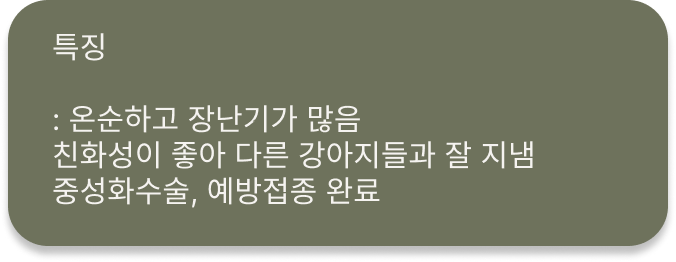 특징
: 온순하고 장난기가 많음
친화성이 좋아 다른 강아지들과 잘 지냄
중성화수술, 예방접종 완료